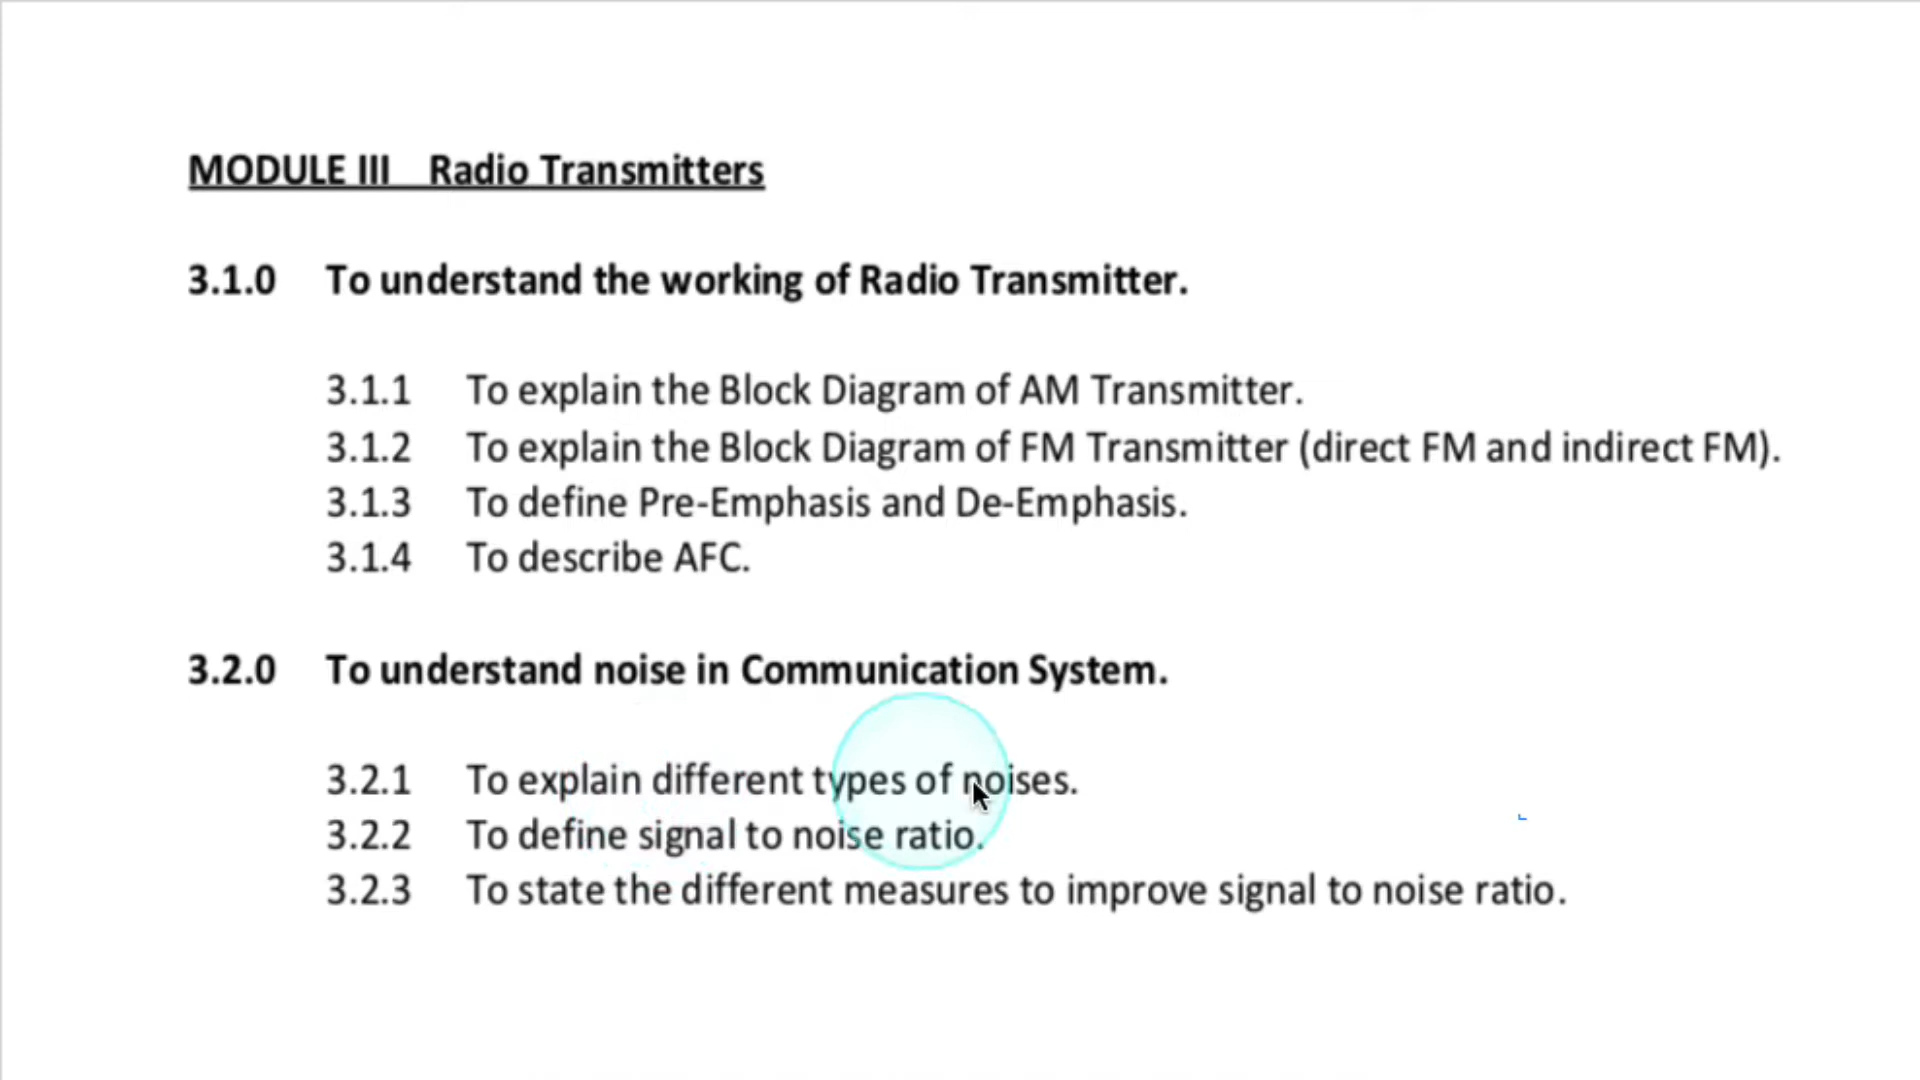 MODULE III    Radio Transmitters
3.1.0 To understand the working of Radio Transmitter.
3.1.1 To explain the Block Diagram of AM Transmitter.
3.1.2 To explain the Block Diagram of FM Transmitter (direct FM and indirect FM).
3.1.3 To define Pre-Emphasis and De-Emphasis.
3.1.4 To describe AFC.
3.2.0 To understand noise in Communication System.
3.2.1 To explain different types of noises.
3.2.2 To define signal to noise ratio.
3.2.3 To state the different measures to improve signal to noise ratio.